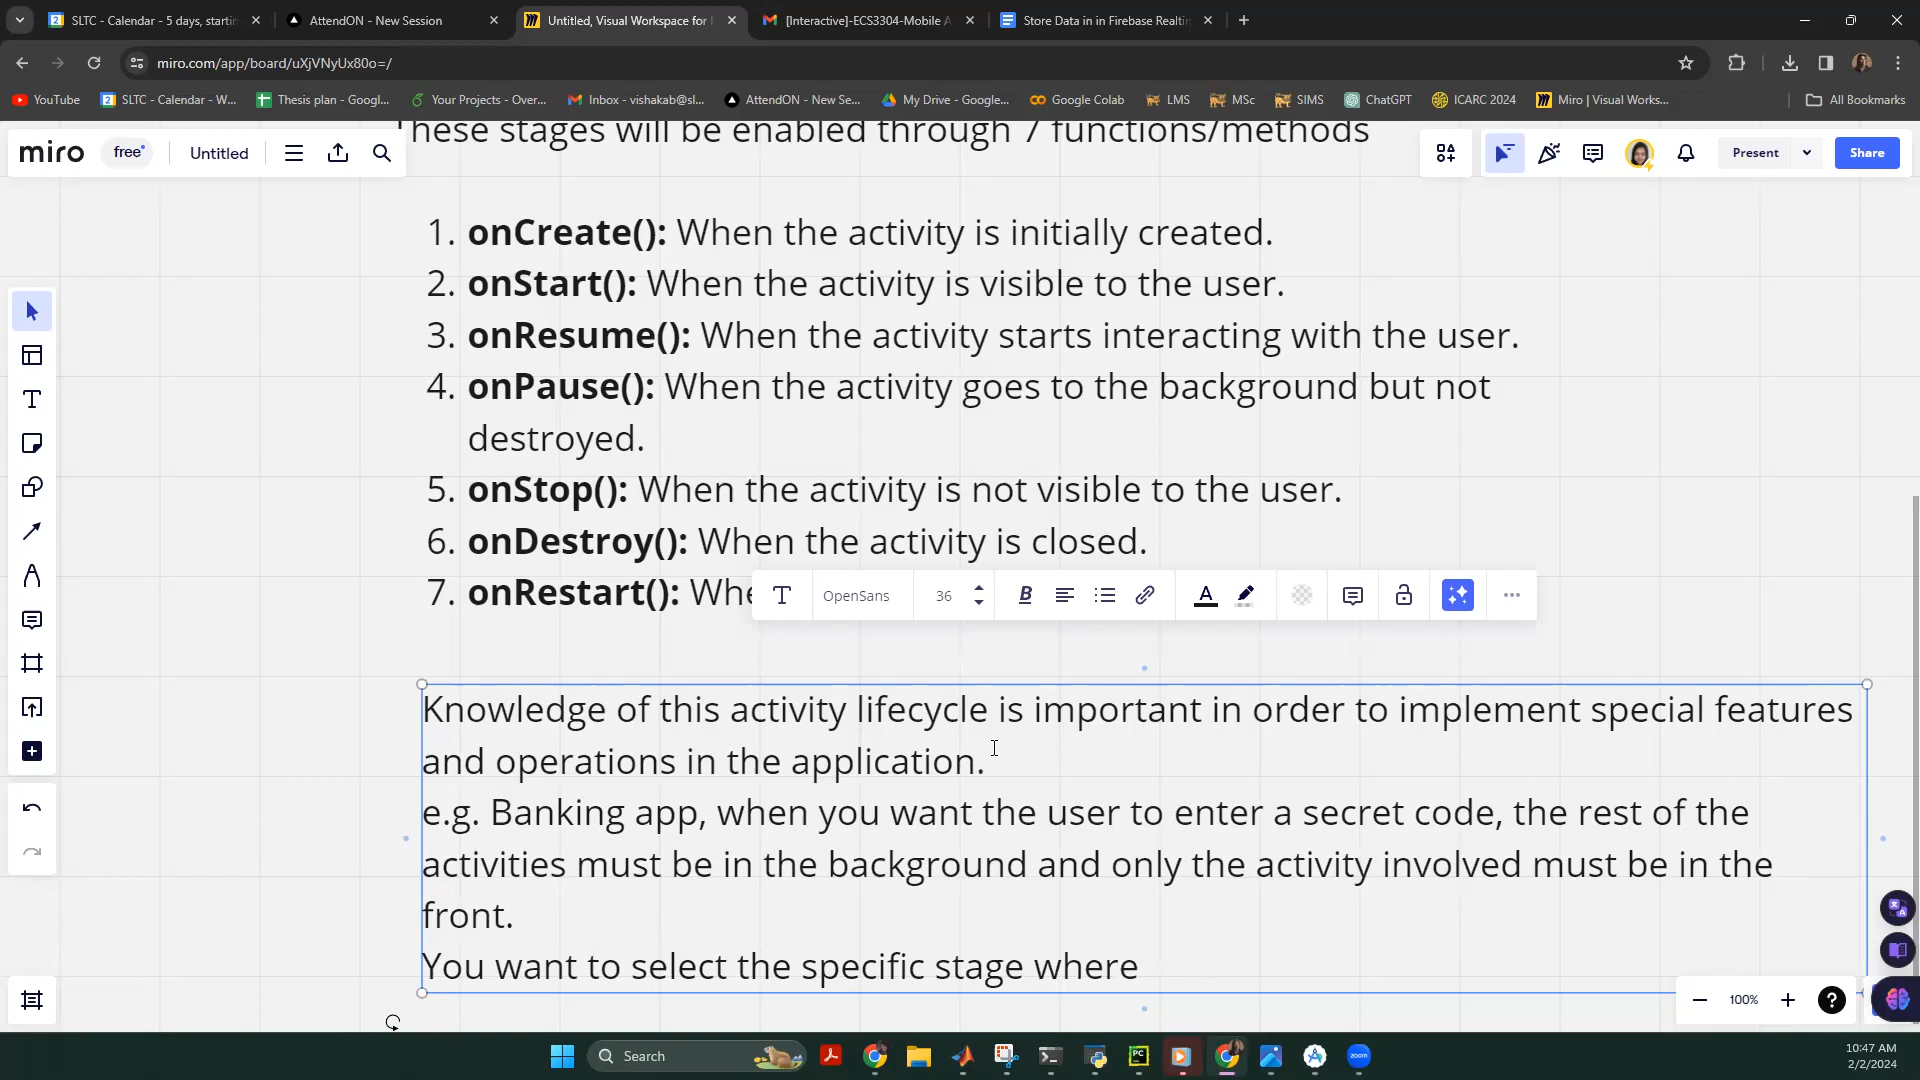 SLTC - Calendar - 5 days, startin
AttendON - New Session
Untitled, Visual Workspace for
[Interactive]-ECS3304-Mobile A
Store Data in in Firebase Realti
miro.com/app/board/uXjVNyUx80o=/
YouTube
SLTC - Calendar - W...
Thesis plan - Googl...
Your Projects - Over...
Inbox - vishakab@sl...
AttendON - New Se...
My Drive - Google...
Google Colab
LMS
MSc
SIMS
ChatGPT
ICARC 2024
Miro | Visual Works...
All Bookmarks
These stages will be enabled through 7 functions/methods
miro
free
Untitled
Present
Share
1. onCreate(): When the activity is initially created.
2. onStart(): When the activity is visible to the user.
3. onResume(): When the activity starts interacting with the user.
4. onPause(): When the activity goes to the background but not
destroyed.
5. onStop(): When the activity is not visible to the user.
6. onDestroy(): When the activity is closed.
7. onRestart(): Whe
OpenSans
36
Knowledge of this activity lifecycle is important in order to implement special features
and operations in the application.
e.g. Banking app, when you want the user to enter a secret code, the rest of the
activities must be in the background and only the activity involved must be in the
front.
You want to select the specific stage where
100%
Search
zoom
10:47 AM
2/2/2024